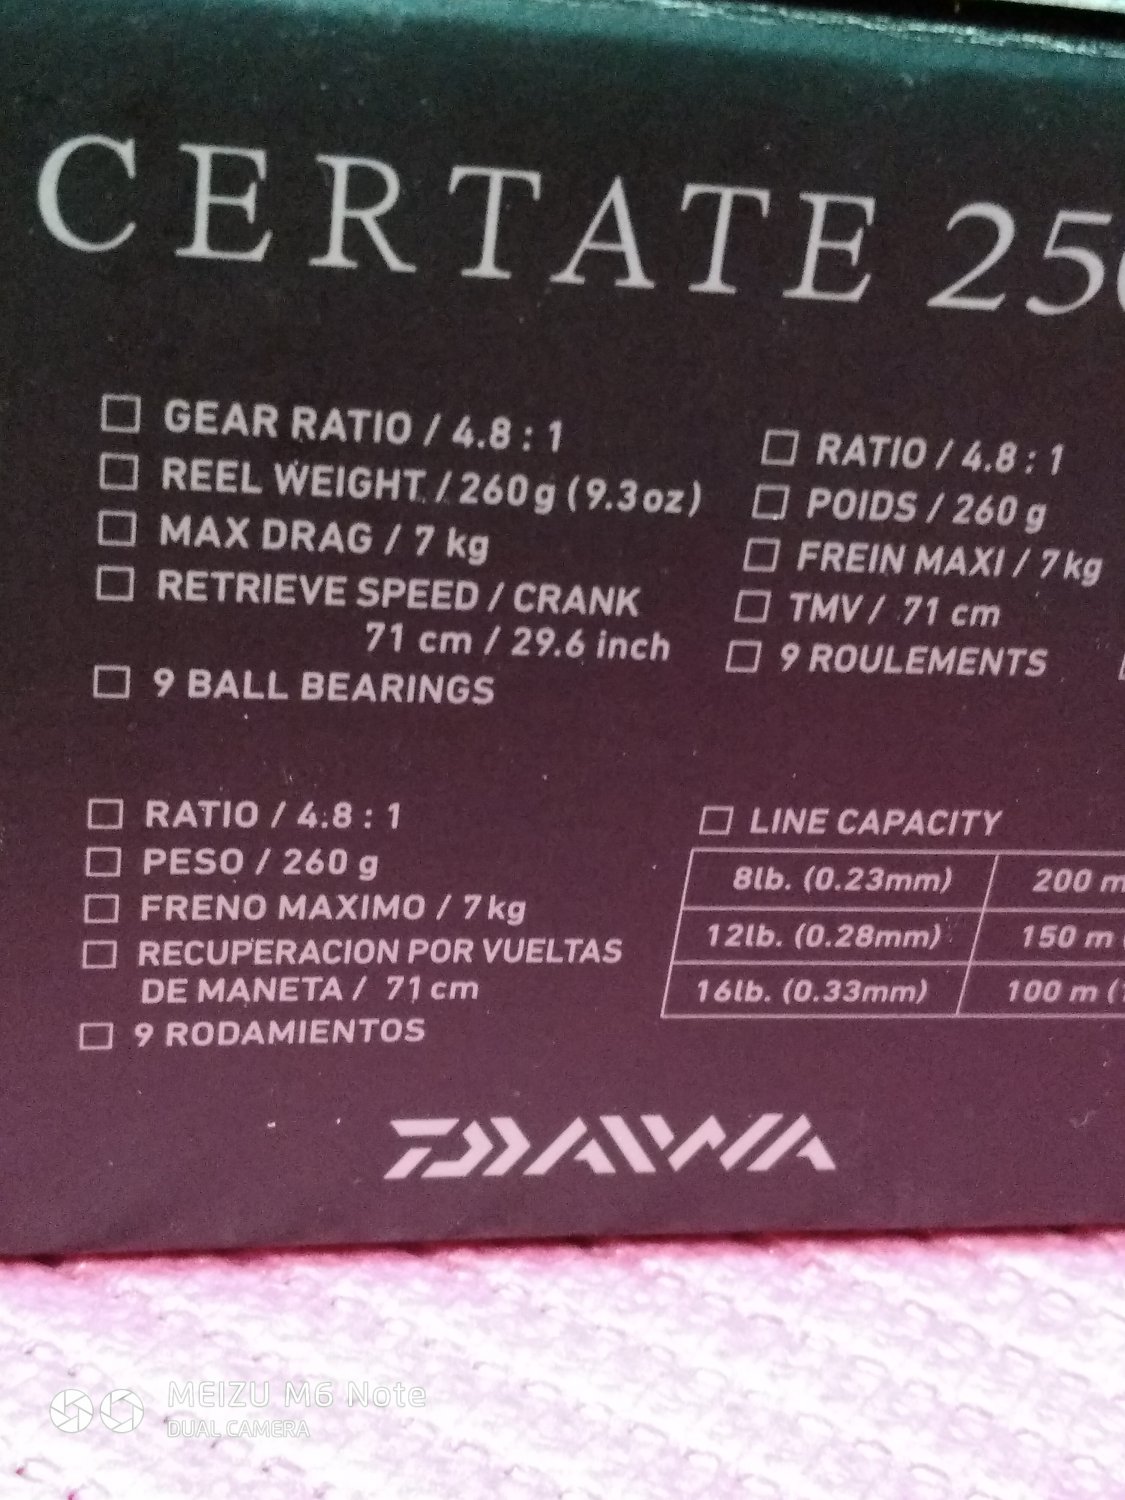 CERTATE 250
GEAR RATIO / 4.8 : 1
REEL WEIGHT / 260g (9.3oz)
MAX DRAG / 7 kg
RETRIEVE SPEED / CRANK
71 cm / 29.6 inch
9 BALL BEARINGS
RATIO / 4.8 : 1
POIDS / 260 g
FREIN MAXI / 7kg
TMV / 71 cm
9 ROULEMENTS
RATIO / 4.8 : 1
PESO / 260 g
FRENO MAXIMO / 7kg
RECUPERACION POR VUELTAS
DE MANETA / 71cm
9 RODAMIENTOS
LINE CAPACITY
8lb. (0.23mm) 200 m
12lb. (0.28mm) 150 m
16lb. (0.33mm) 100 m
DAIWA
MEIZU M6 Note
DUAL CAMERA